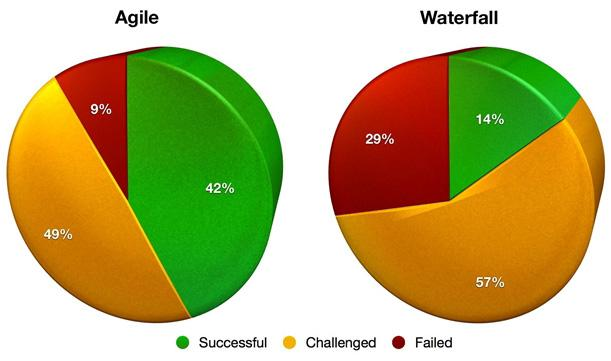 Agile
Waterfall
9%
42%
49%
14%
29%
57%
Successful
Challenged
Failed